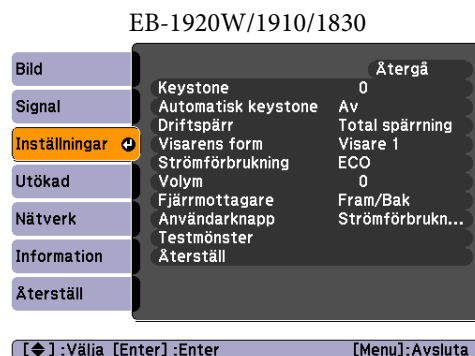 EB-1920W/1910/1830
Bild
Signal
Inställningar
Utökad
Nätverk
Information
Återställ
Återgå
Keystone 0
Automatisk keystone Av
Driftspärr Total spärrning
Visarens form Visare 1
Strömförbrukning ECO
Volym 0
Fjärrmottagare Fram/Bak
Användarknapp Strömförbrukn...
Testmönster
Återställ
[◆] :Välja [Enter] :Enter [Menu]:Avsluta